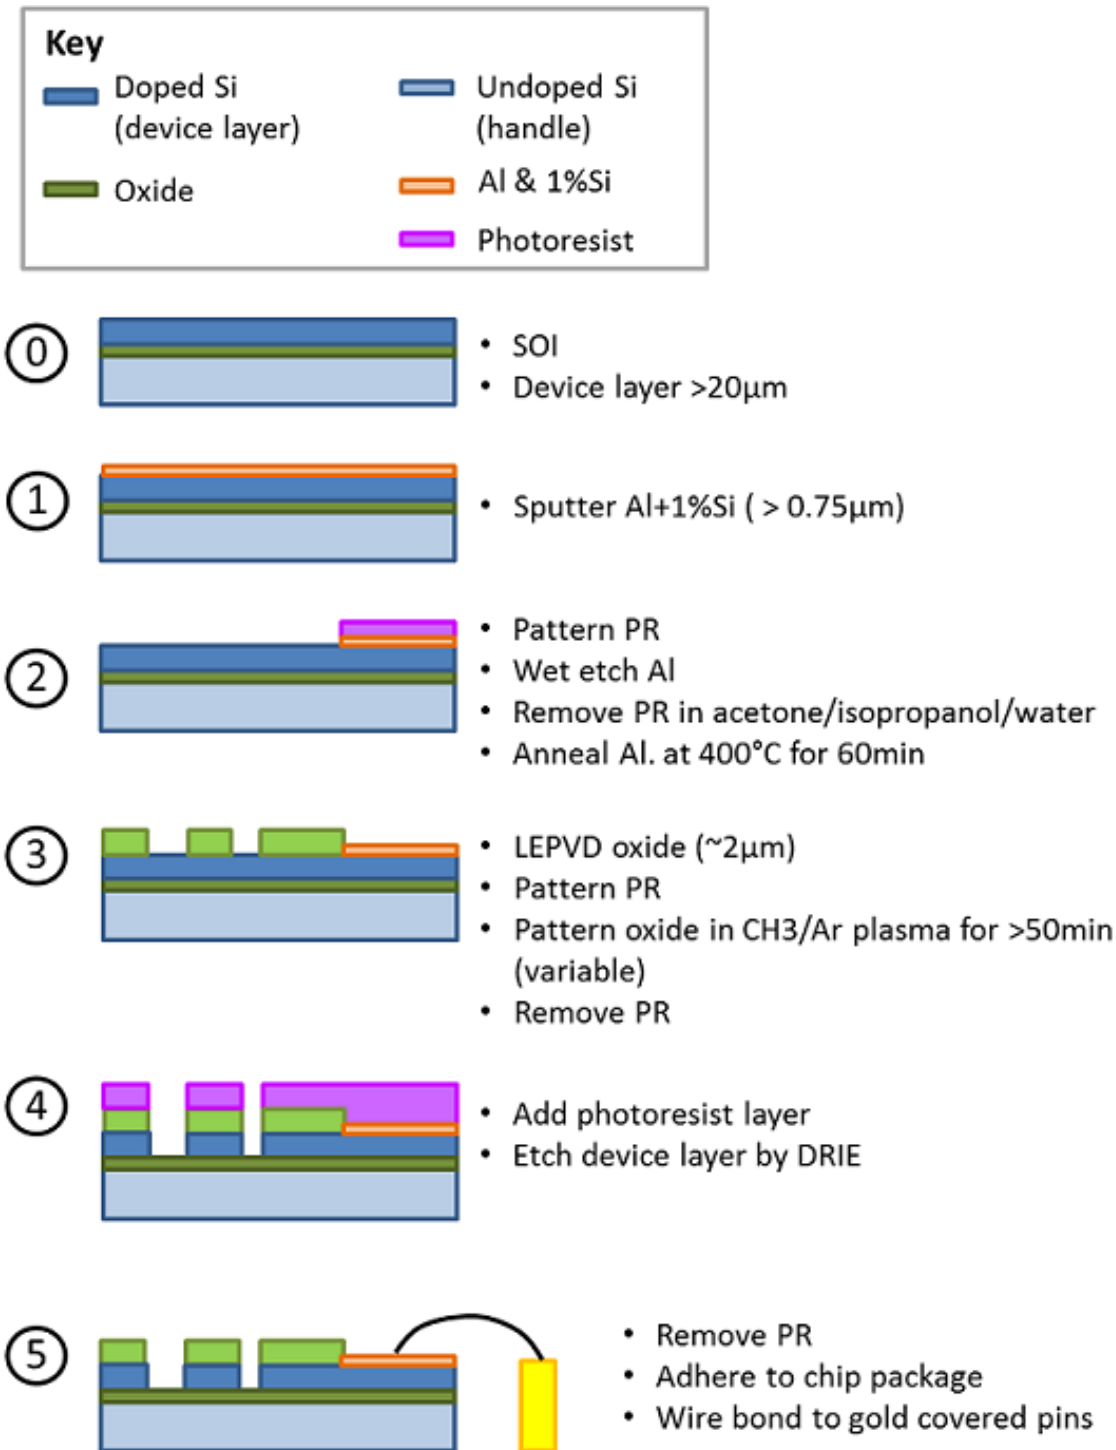 Key
Doped Si
(device layer)
Undoped Si
(handle)
Oxide
Al & 1%Si
Photoresist
0
• SOI
• Device layer >20µm
1
• Sputter Al+1%Si ( > 0.75µm)
2
• Pattern PR
• Wet etch Al
• Remove PR in acetone/isopropanol/water
• Anneal Al. at 400°C for 60min
3
• LEPVD oxide (~2µm)
• Pattern PR
• Pattern oxide in CH3/Ar plasma for >50min
(variable)
• Remove PR
4
• Add photoresist layer
• Etch device layer by DRIE
5
• Remove PR
• Adhere to chip package
• Wire bond to gold covered pins